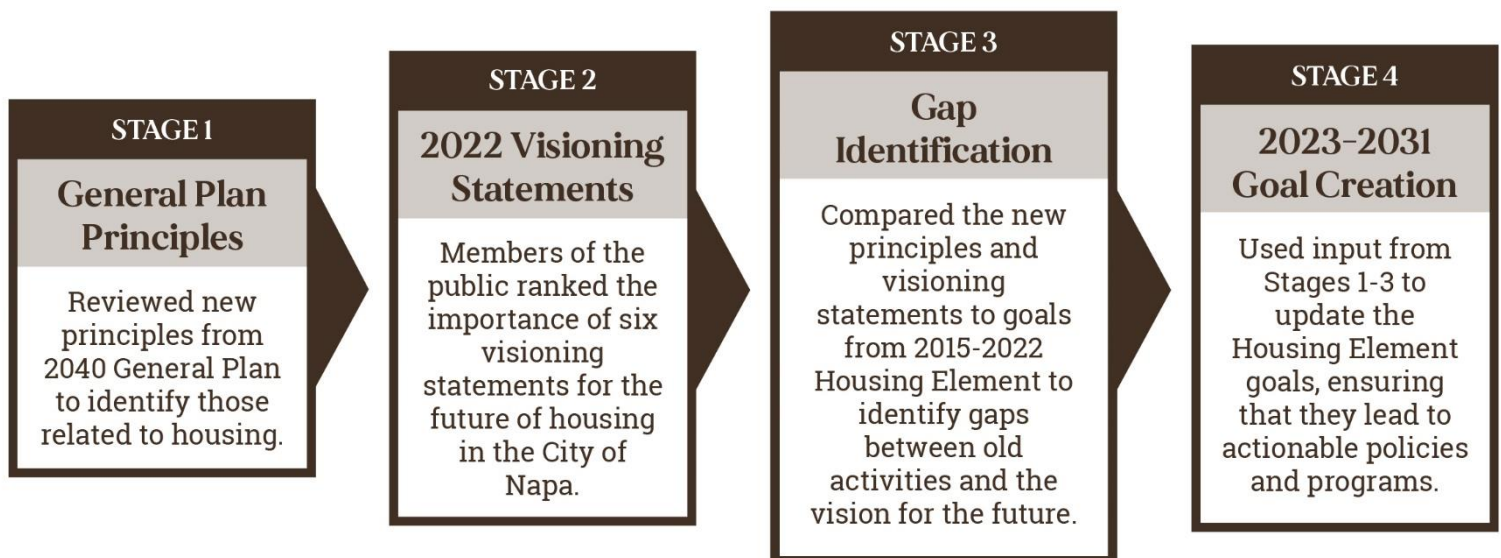 STAGE 1
General Plan
Principles
Reviewed new
principles from
2040 General Plan
to identify those
related to housing.
STAGE 2
2022 Visioning
Statements
Members of the
public ranked the
importance of six
visioning
statements for the
future of housing
in the City of
Napa.
STAGE 3
Gap
Identification
Compared the new
principles and
visioning
statements to goals
from 2015-2022
Housing Element to
identify gaps
between old
activities and the
vision for the future.
STAGE 4
2023-2031
Goal Creation
Used input from
Stages 1-3 to
update the
Housing Element
goals, ensuring
that they lead to
actionable policies
and programs.